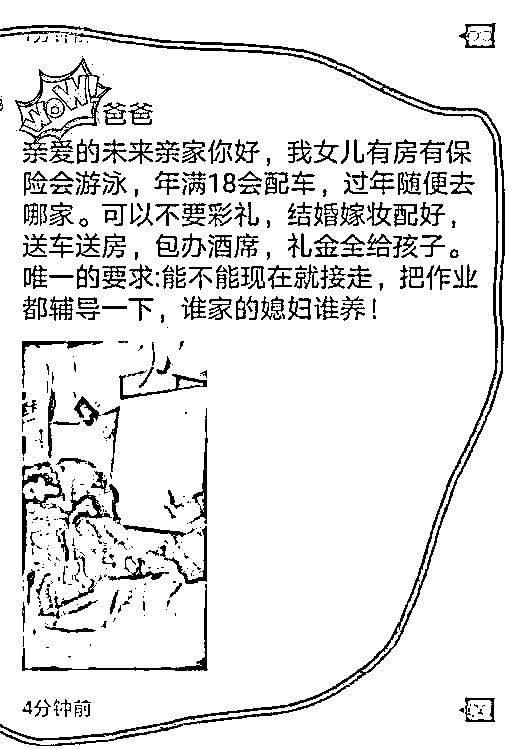 WOW!
爸爸
亲爱的未来亲家你好，我女儿有房有保
险会游泳，年满18会配车，过年随便去
哪家。可以不要彩礼，结婚嫁妆配好，
送车送房，包办酒席，礼金全给孩子。
唯一的要求:能不能现在就接走，把作业
都辅导一下，谁家的媳妇谁养！
4分钟前